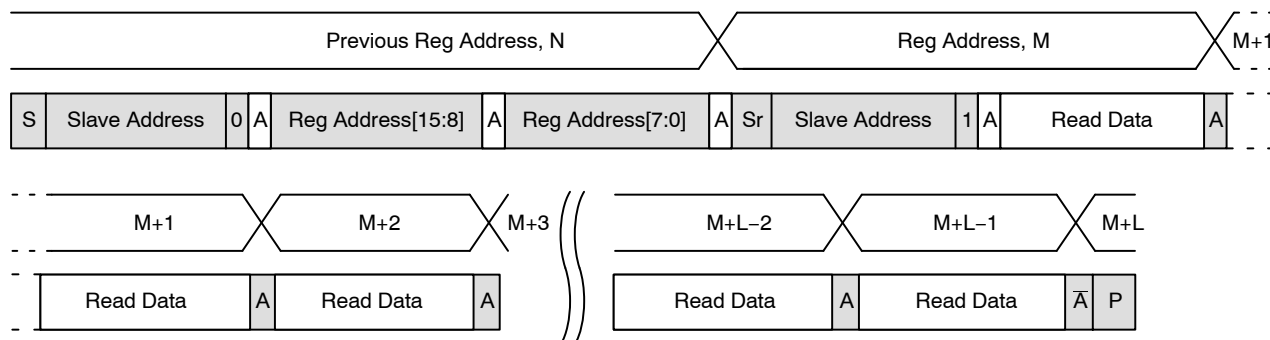 Previous Reg Address, N Reg Address, M M+1
S Slave Address 0 A Reg Address[15:8] A Reg Address[7:0] A Sr Slave Address 1 A Read Data A
M+1 M+2 M+3 M+L−2 M+L−1 M+L
Read Data A Read Data A Read Data A Read Data A̅ P